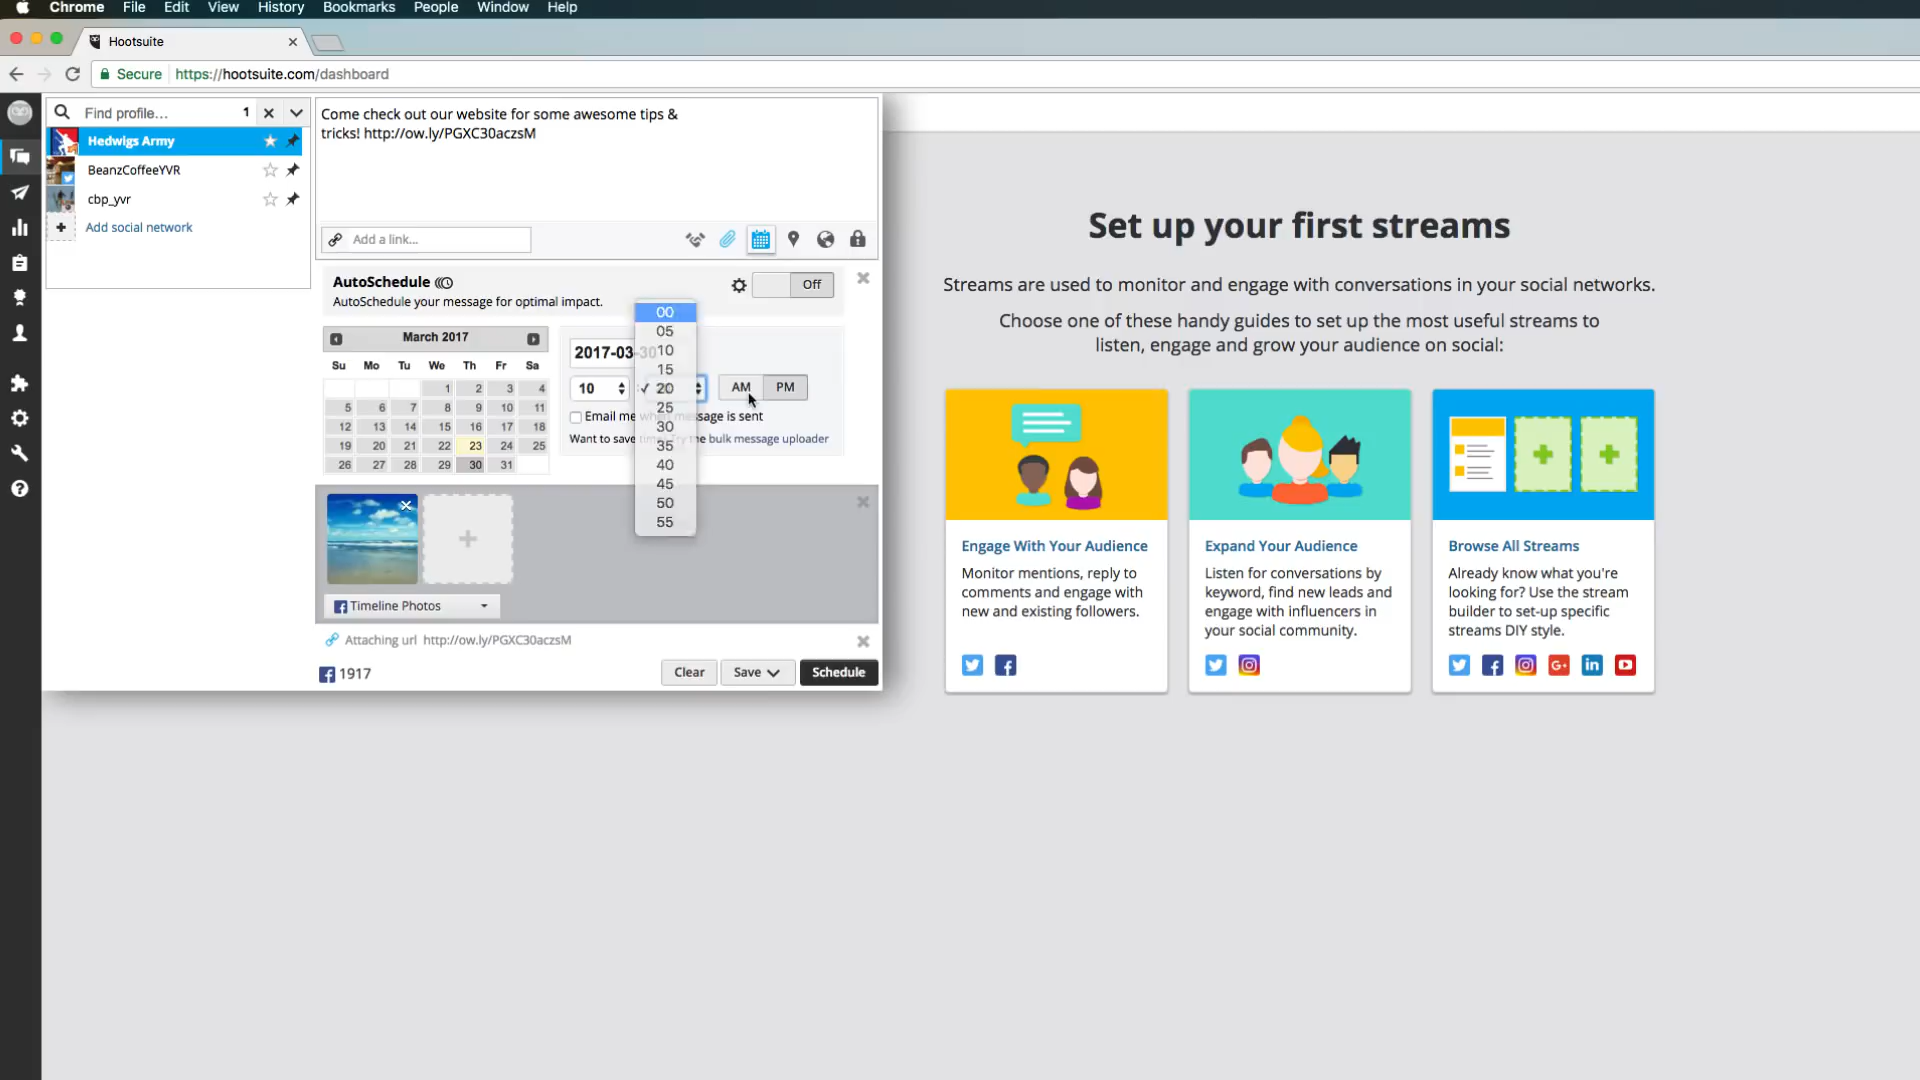 Chrome File Edit View History Bookmarks People Window Help
Hootsuite
Secure https://hootsuite.com/dashboard
Find profile... 1
Hedwigs Army
BeanzCoffeeYVR
cbp_yvr
Add social network
Come check out our website for some awesome tips &
tricks! http://ow.ly/PGXC30aczsM
Add a link...
AutoSchedule
AutoSchedule your message for optimal impact.
Off
March 2017
Su Mo Tu We Th Fr Sa
1 2 3 4
5 6 7 8 9 10 11
12 13 14 15 16 17 18
19 20 21 22 23 24 25
26 27 28 29 30 31
2017-03-30
10
AM PM
00
05
10
15
20
25
30
35
40
45
50
55
Email me when message is sent
Want to save time? Try the bulk message uploader
Timeline Photos
Attaching url http://ow.ly/PGXC30aczsM
1917
Clear Save Schedule
Set up your first streams
Streams are used to monitor and engage with conversations in your social networks.
Choose one of these handy guides to set up the most useful streams to
listen, engage and grow your audience on social:
Engage With Your Audience
Monitor mentions, reply to
comments and engage with
new and existing followers.
Expand Your Audience
Listen for conversations by
keyword, find new leads and
engage with influencers in
your social community.
Browse All Streams
Already know what you're
looking for? Use the stream
builder to set-up specific
streams DIY style.